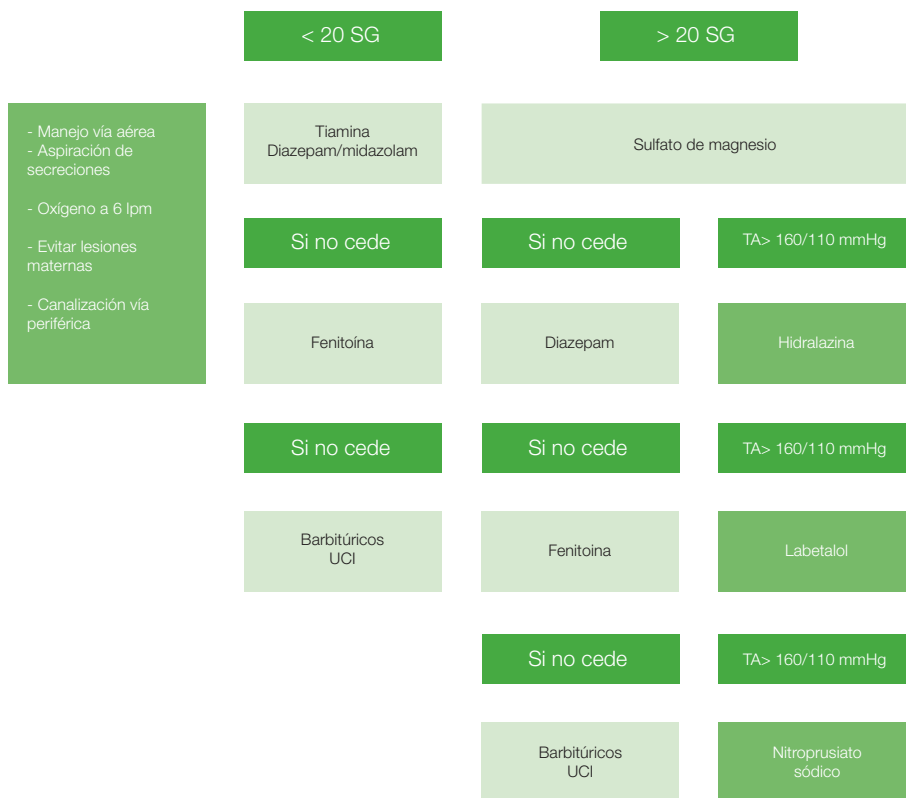 < 20 SG
> 20 SG
- Manejo vía aérea
- Aspiración de
secreciones
- Oxígeno a 6 lpm
- Evitar lesiones
maternas
- Canalización vía
periférica
Tiamina
Diazepam/midazolam
Sulfato de magnesio
Si no cede
Si no cede
TA> 160/110 mmHg
Fenitoína
Diazepam
Hidralazina
Si no cede
Si no cede
TA> 160/110 mmHg
Barbitúricos
UCI
Fenitoina
Labetalol
Si no cede
TA> 160/110 mmHg
Barbitúricos
UCI
Nitroprusiato
sódico